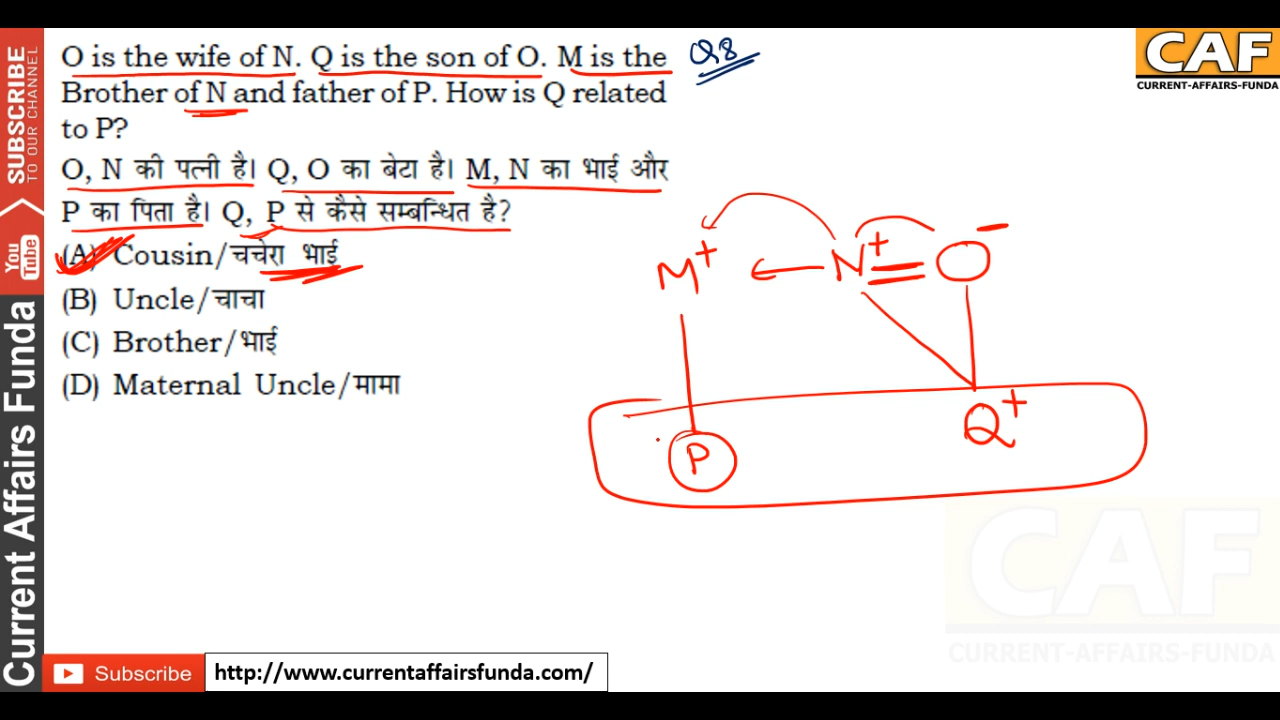 O is the wife of N. Q is the son of O. M is the
Brother of N and father of P. How is Q related
to P?
O, N की पत्नी है। Q, O का बेटा है। M, N का भाई और
P का पिता है। Q, P से कैसे सम्बन्धित है?
(A) Cousin/चचेरा भाई
(B) Uncle/चाचा
(C) Brother/भाई
(D) Maternal Uncle/मामा
Q8
M+ N+ O-
P Q+
CAF
CURRENT-AFFAIRS-FUNDA
CAF
CURRENT-AFFAIRS-FUNDA
SUBSCRIBE
TO OUR CHANNEL
You
Tube
Current Affairs Funda
Subscribe
http://www.currentaffairsfunda.com/